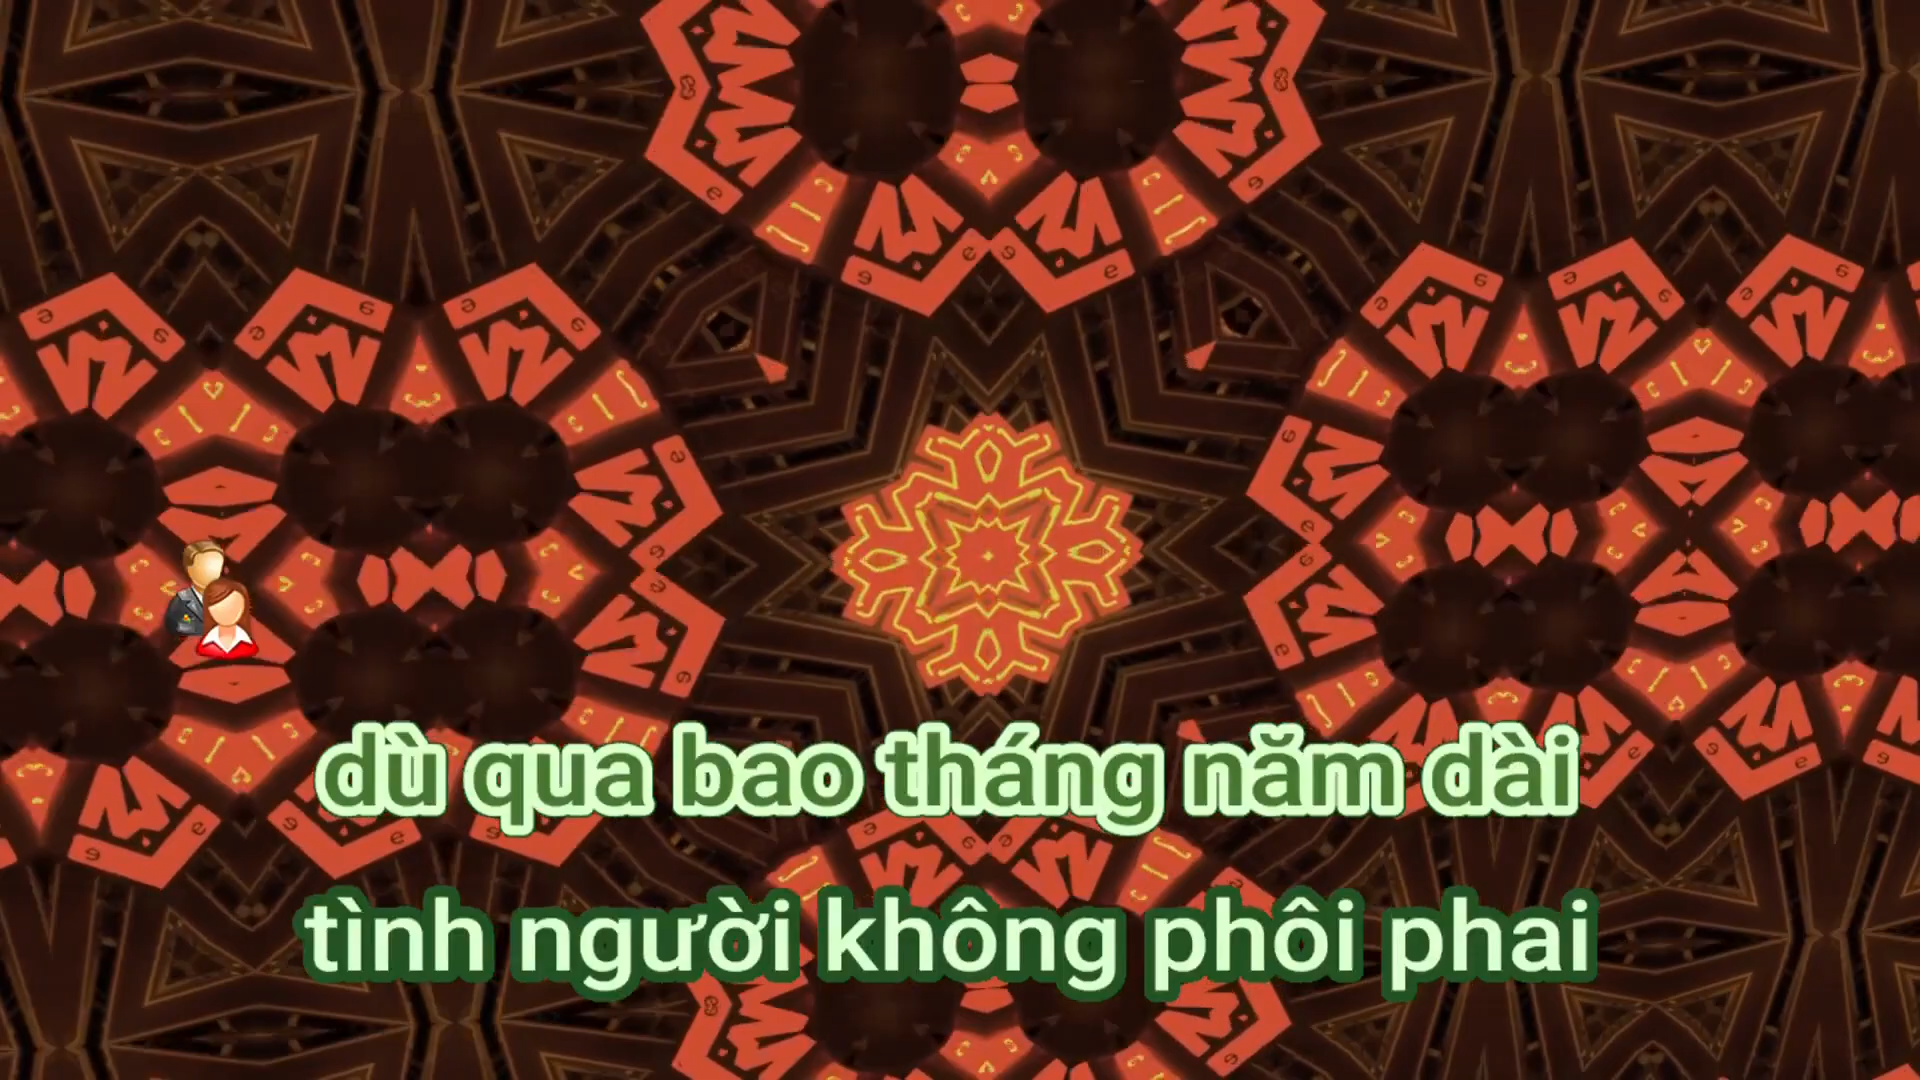 dù qua bao tháng năm dài
tình người không phôi phai